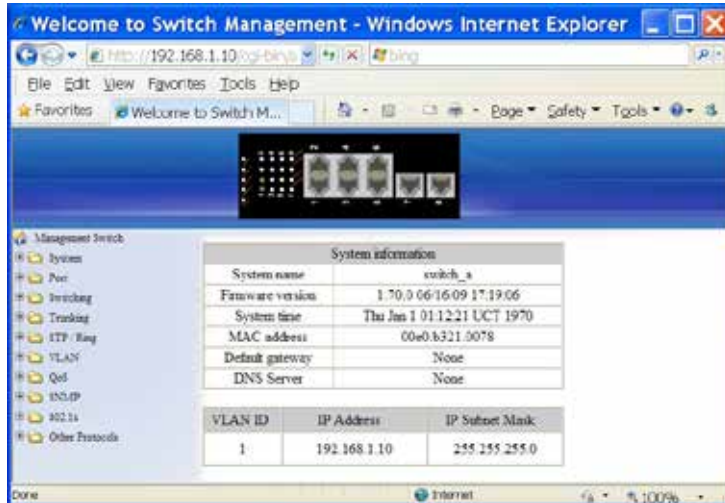 Welcome to Switch Management - Windows Internet Explorer
http://192.168.1.10/cgi-bin/s bing
File Edit View Favorites Tools Help
Favorites Welcome to Switch M... Page Safety Tools
Management Switch
System
Port
Switching
Trunking
STP / Ring
VLAN
QoS
SNMP
802.1x
Other Protocols
System information
System name switch_a
Firmware version 1.70.0 06/16/09 17:19:06
System time Thu Jan 1 01:12:21 UCT 1970
MAC address 00e0.b321.0078
Default gateway None
DNS Server None
VLAN ID IP Address IP Subnet Mask
1 192.168.1.10 255.255.255.0
Done Internet 100%